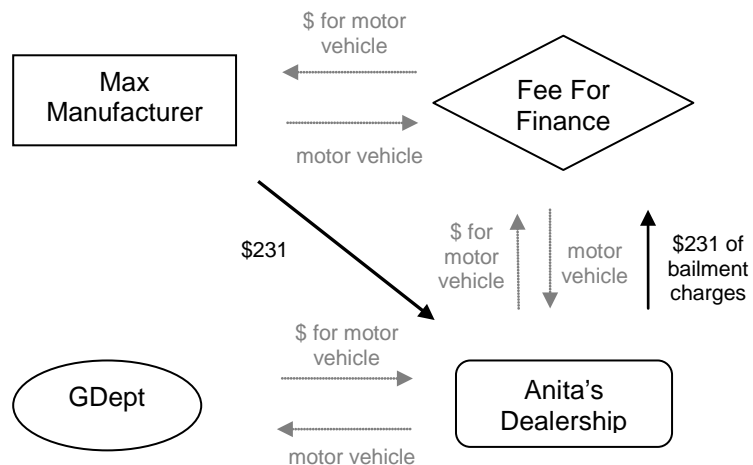 $ for motor
vehicle
Max
Manufacturer
Fee For
Finance
motor vehicle
$231
$ for
motor
vehicle
motor
vehicle
$231 of
bailment
charges
$ for motor
vehicle
GDept
Anita's
Dealership
motor vehicle